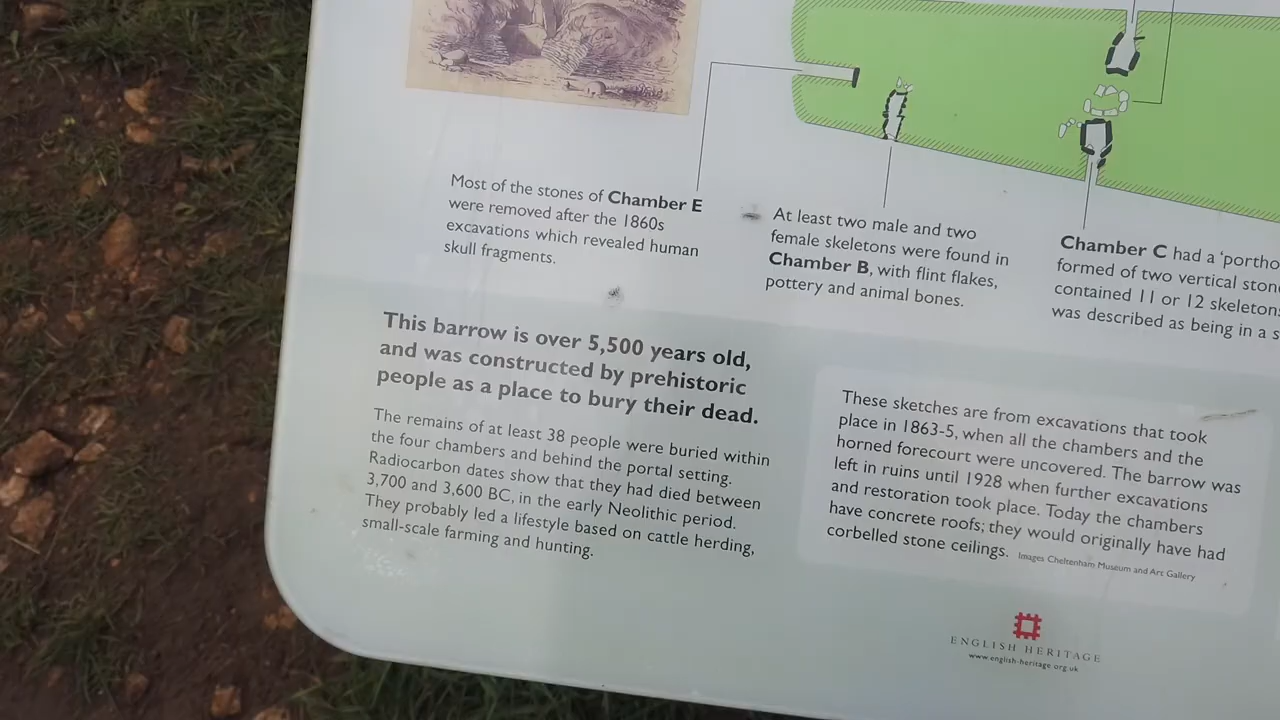 Most of the stones of Chamber E
were removed after the 1860s
excavations which revealed human
skull fragments.
At least two male and two
female skeletons were found in
Chamber B, with flint flakes,
pottery and animal bones.
Chamber C had a ‘portho
formed of two vertical ston
contained 11 or 12 skeletons
was described as being in a s
This barrow is over 5,500 years old,
and was constructed by prehistoric
people as a place to bury their dead.
The remains of at least 38 people were buried within
the four chambers and behind the portal setting.
Radiocarbon dates show that they had died between
3,700 and 3,600 BC, in the early Neolithic period.
They probably led a lifestyle based on cattle herding,
small-scale farming and hunting.
These sketches are from excavations that took
place in 1863-5, when all the chambers and the
horned forecourt were uncovered. The barrow was
left in ruins until 1928 when further excavations
and restoration took place. Today the chambers
have concrete roofs; they would originally have had
corbelled stone ceilings. Images Cheltenham Museum and Art Gallery
ENGLISH HERITAGE
www.english-heritage.org.uk